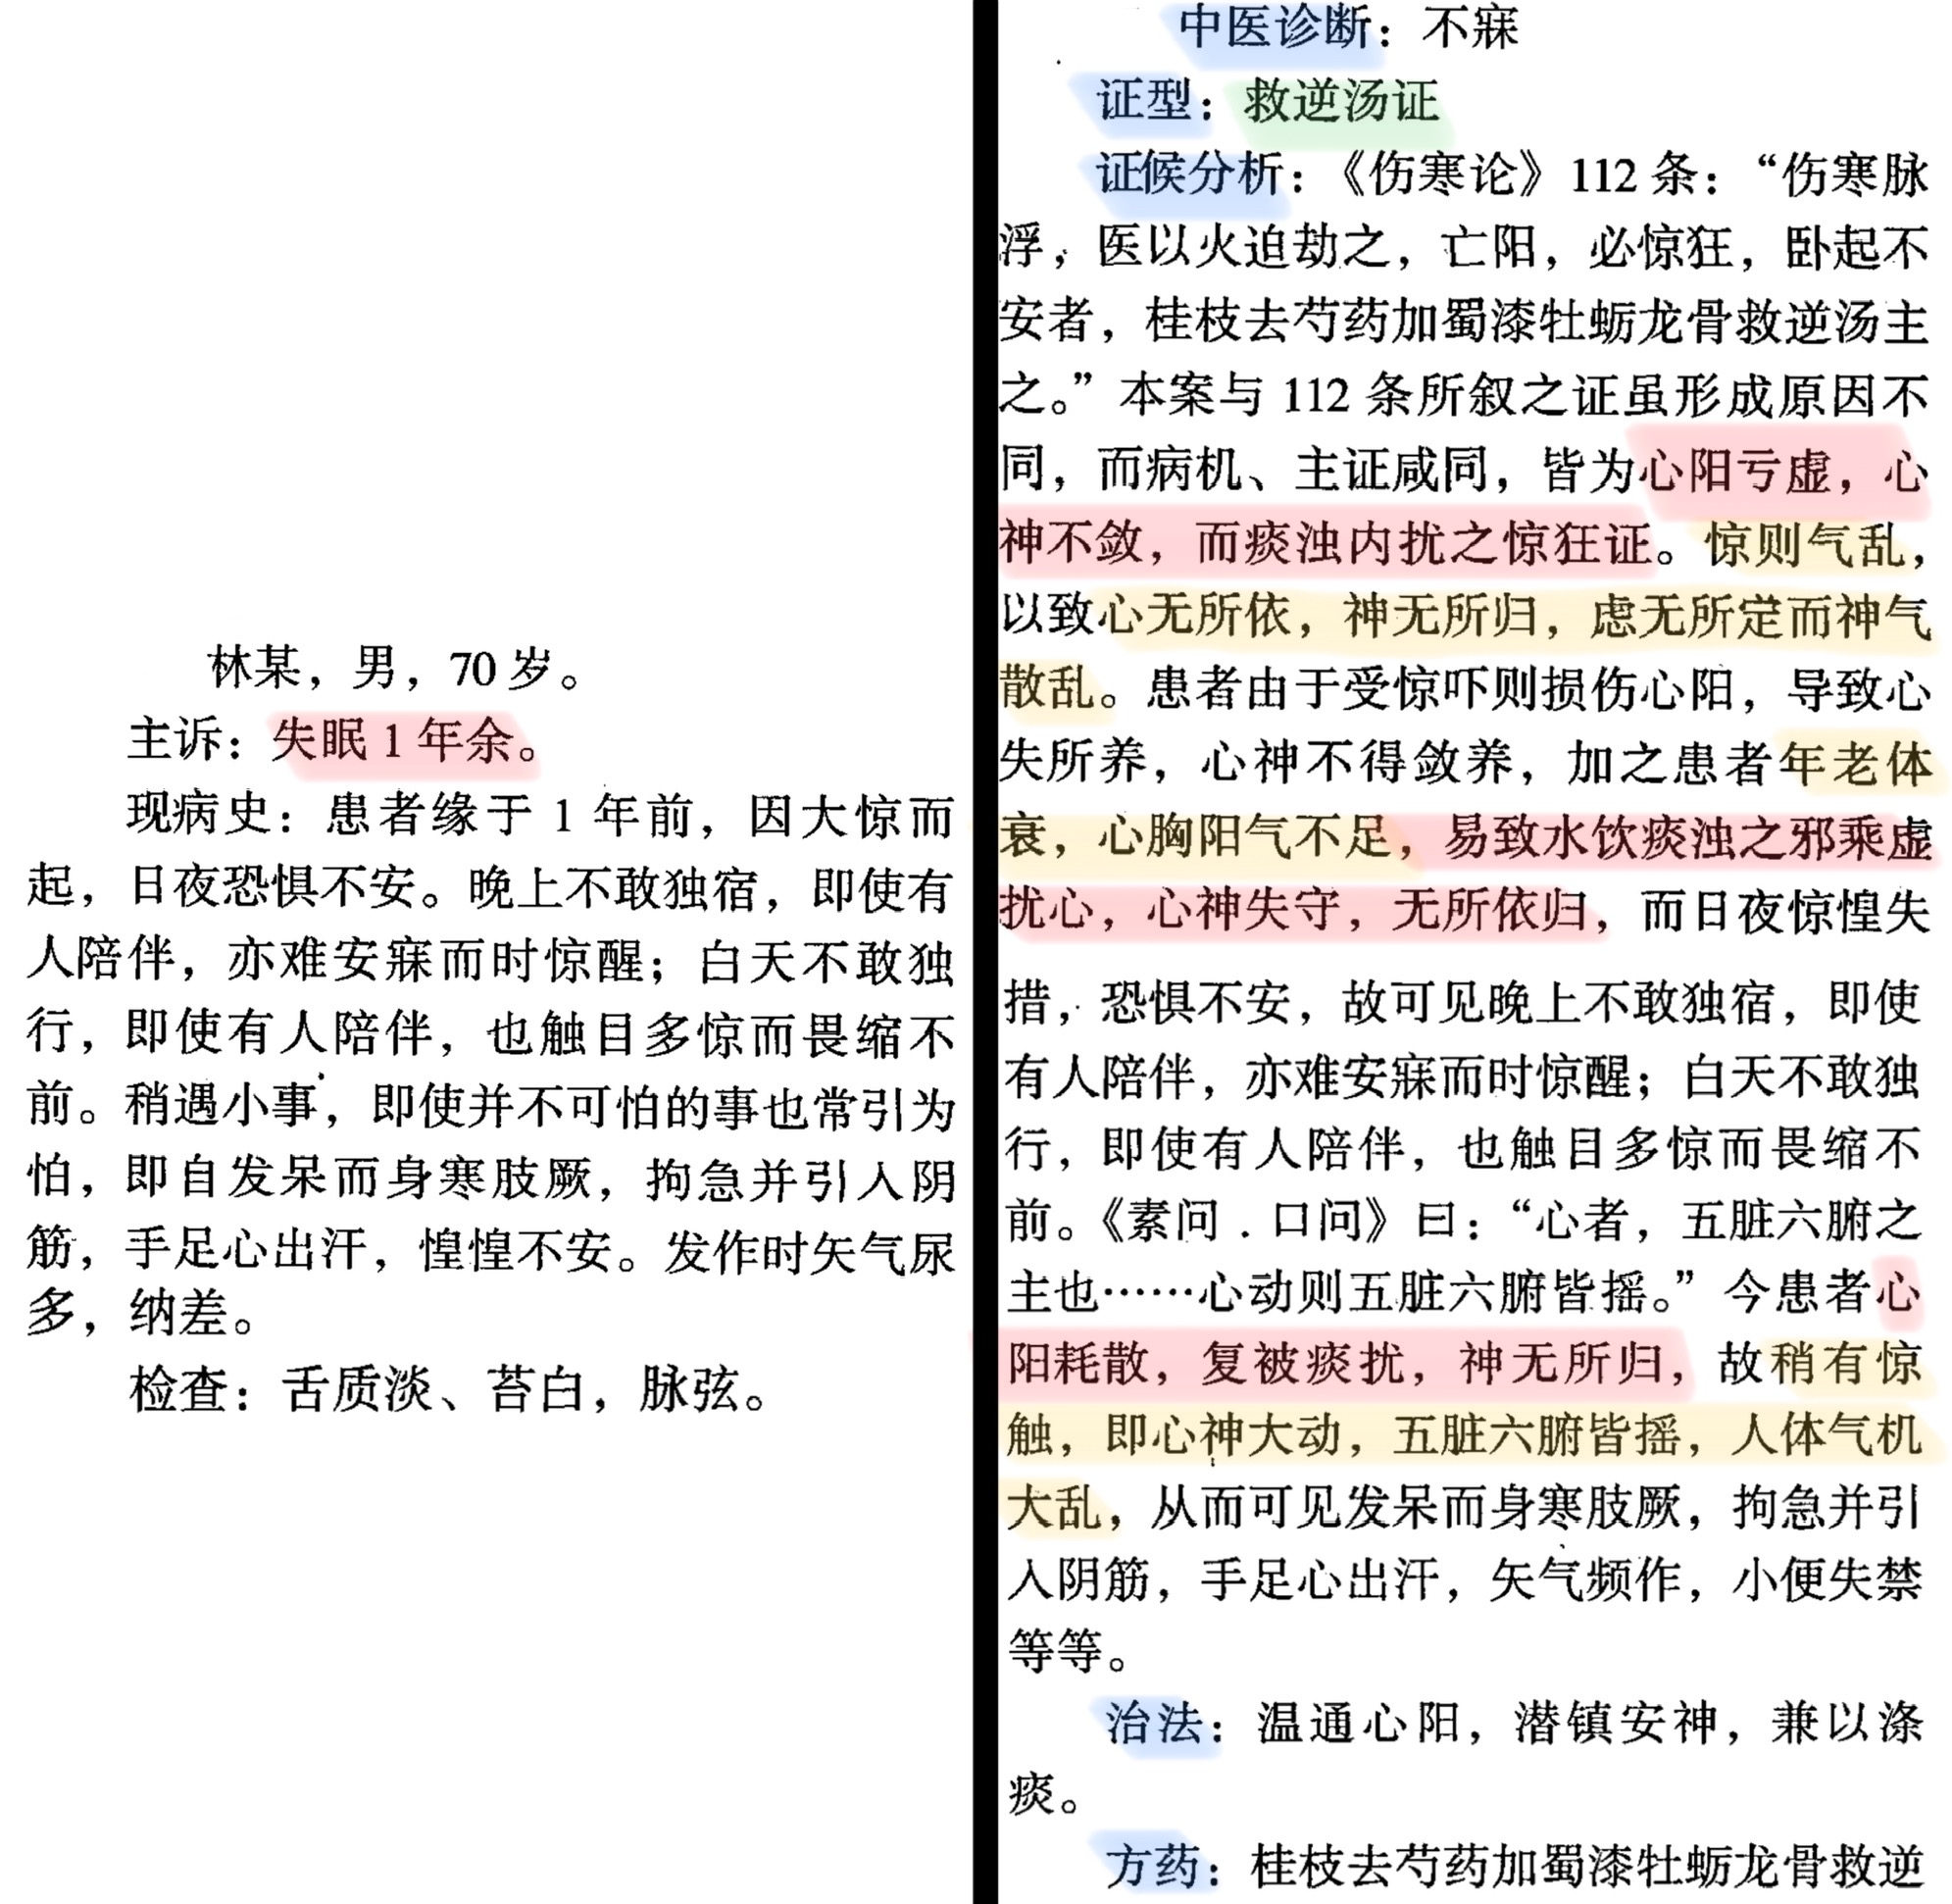 林某，男，70岁。
主诉：失眠1年余。
现病史：患者缘于1年前，因大惊而
起，日夜恐惧不安。晚上不敢独宿，即使有
人陪伴，亦难安寐而时惊醒；白天不敢独
行，即使有人陪伴，也触目多惊而畏缩不
前。稍遇小事，即使并不可怕的事也常引为
怕，即自发呆而身寒肢厥，拘急并引入阴
筋，手足心出汗，惶惶不安。发作时矢气尿
多，纳差。
检查：舌质淡、苔白，脉弦。
中医诊断：不寐
证型：救逆汤证
证候分析：《伤寒论》112条：“伤寒脉
浮，医以火迫劫之，亡阳，必惊狂，卧起不
安者，桂枝去芍药加蜀漆牡蛎龙骨救逆汤主
之。”本案与112条所叙之证虽形成原因不
同，而病机、主证咸同，皆为心阳亏虚，心
神不敛，而痰浊内扰之惊狂证。惊则气乱，
以致心无所依，神无所归，虑无所定而神气
散乱。患者由于受惊吓则损伤心阳，导致心
失所养，心神不得敛养，加之患者年老体
衰，心胸阳气不足，易致水饮痰浊之邪乘虚
扰心，心神失守，无所依归，而日夜惊惶失
措，恐惧不安，故可见晚上不敢独宿，即使
有人陪伴，亦难安寐而时惊醒；白天不敢独
行，即使有人陪伴，也触目多惊而畏缩不
前。《素问．口问》曰：“心者，五脏六腑之
主也……心动则五脏六腑皆摇。”今患者心
阳耗散，复被痰扰，神无所归，故稍有惊
触，即心神大动，五脏六腑皆摇，人体气机
大乱，从而可见发呆而身寒肢厥，拘急并引
入阴筋，手足心出汗，矢气频作，小便失禁
等等。
治法：温通心阳，潜镇安神，兼以涤
痰。
方药：桂枝去芍药加蜀漆牡蛎龙骨救逆